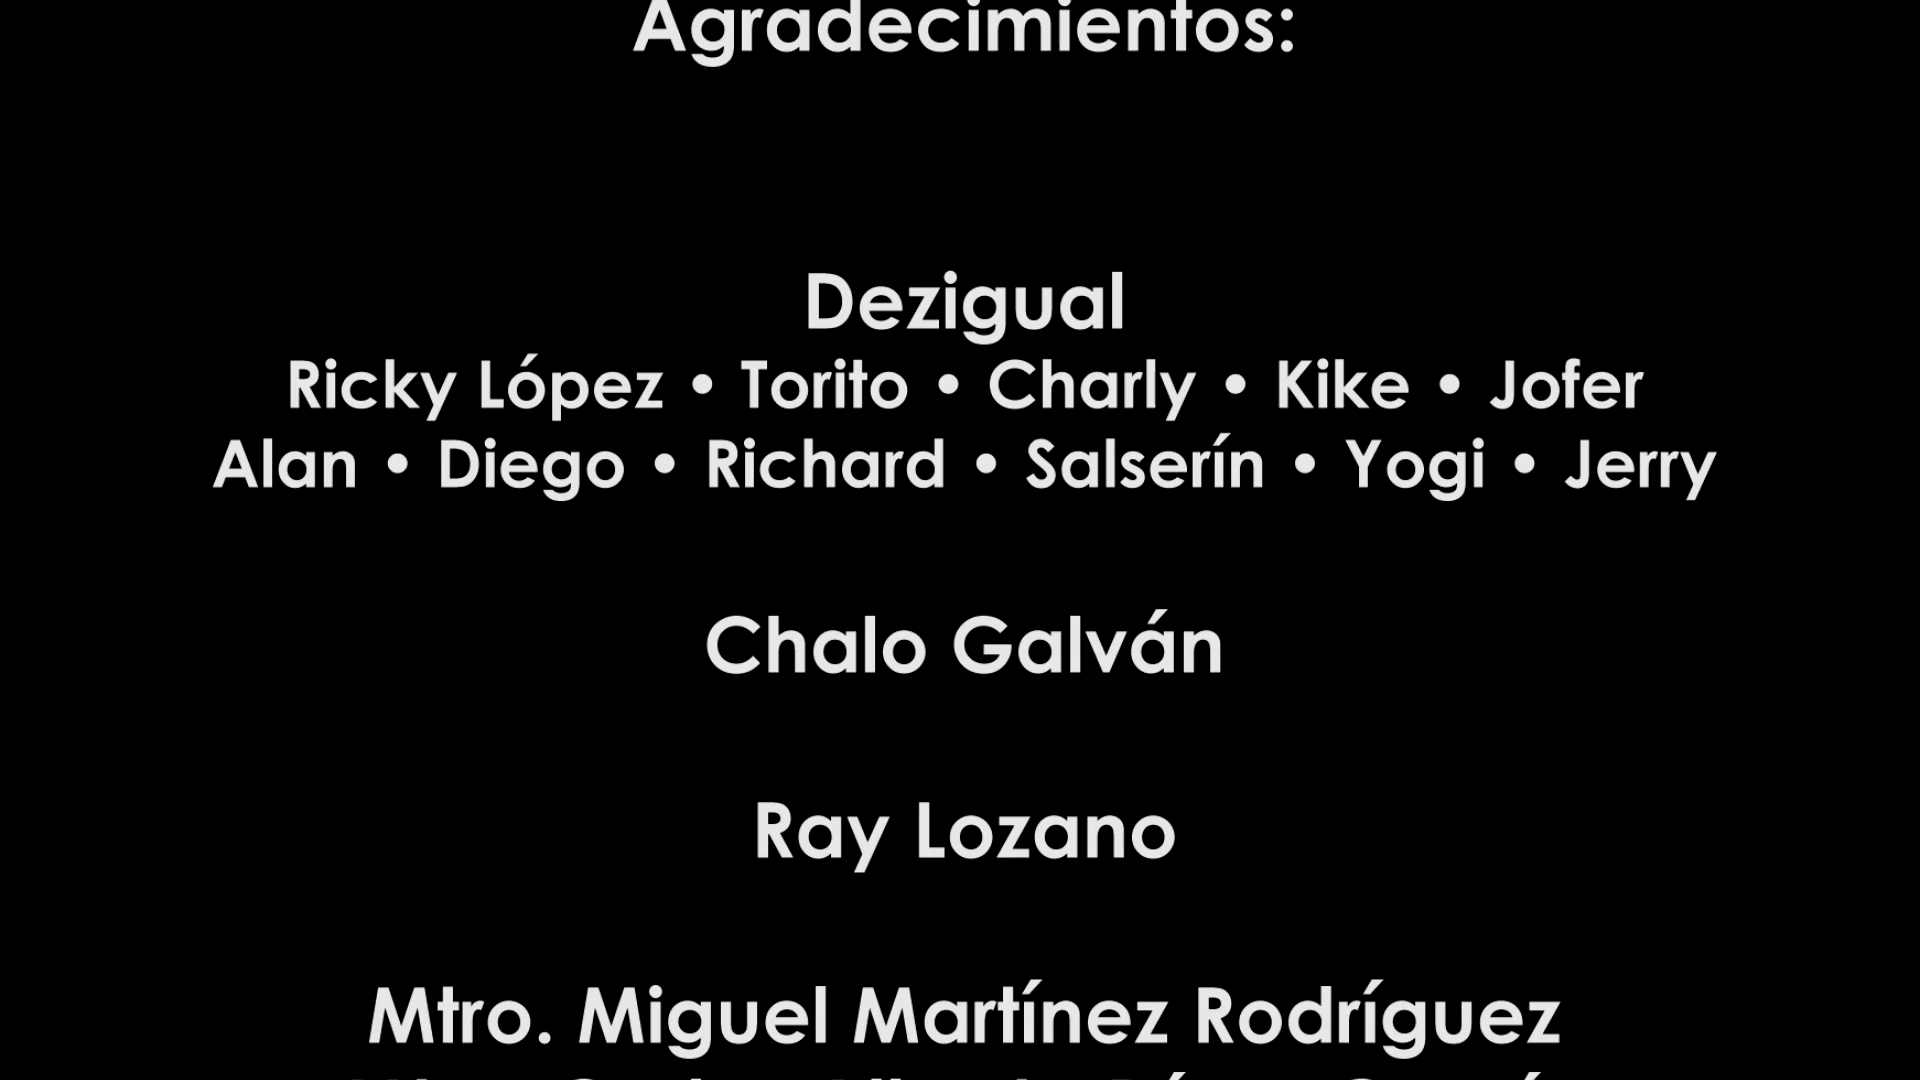 Agradecimientos:
Dezigual
Ricky López • Torito • Charly • Kike • Jofer
Alan • Diego • Richard • Salserín • Yogi • Jerry
Chalo Galván
Ray Lozano
Mtro. Miguel Martínez Rodríguez